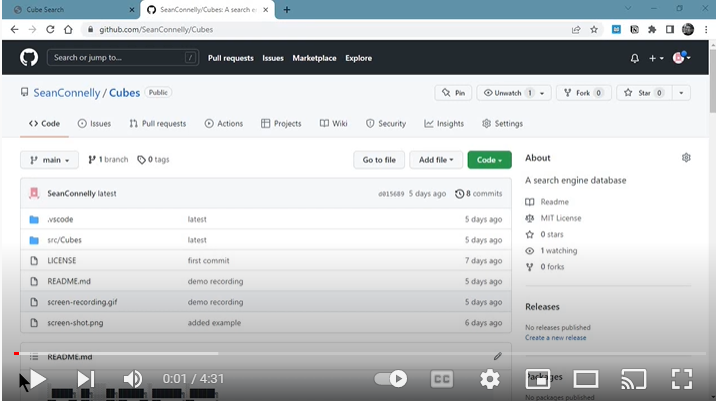 Cube Search
SeanConnelly/Cubes: A search e
github.com/SeanConnelly/Cubes
Search or jump to... /
Pull requests Issues Marketplace Explore
SeanConnelly / Cubes Public
Pin Unwatch 1 Fork 0 Star 0
Code Issues Pull requests Actions Projects Wiki Security Insights Settings
main 1 branch 0 tags Go to file Add file Code
SeanConnelly latest 5 days ago 8 commits
.vscode latest 5 days ago
src/Cubes latest 5 days ago
LICENSE first commit 7 days ago
README.md demo recording 5 days ago
screen-recording.gif demo recording 5 days ago
screen-shot.png added example 6 days ago
README.md
About
A search engine database
Readme
MIT License
0 stars
1 watching
0 forks
Releases
No releases published
Create a new release
Packages
No packages published
0:01 / 4:31
CC